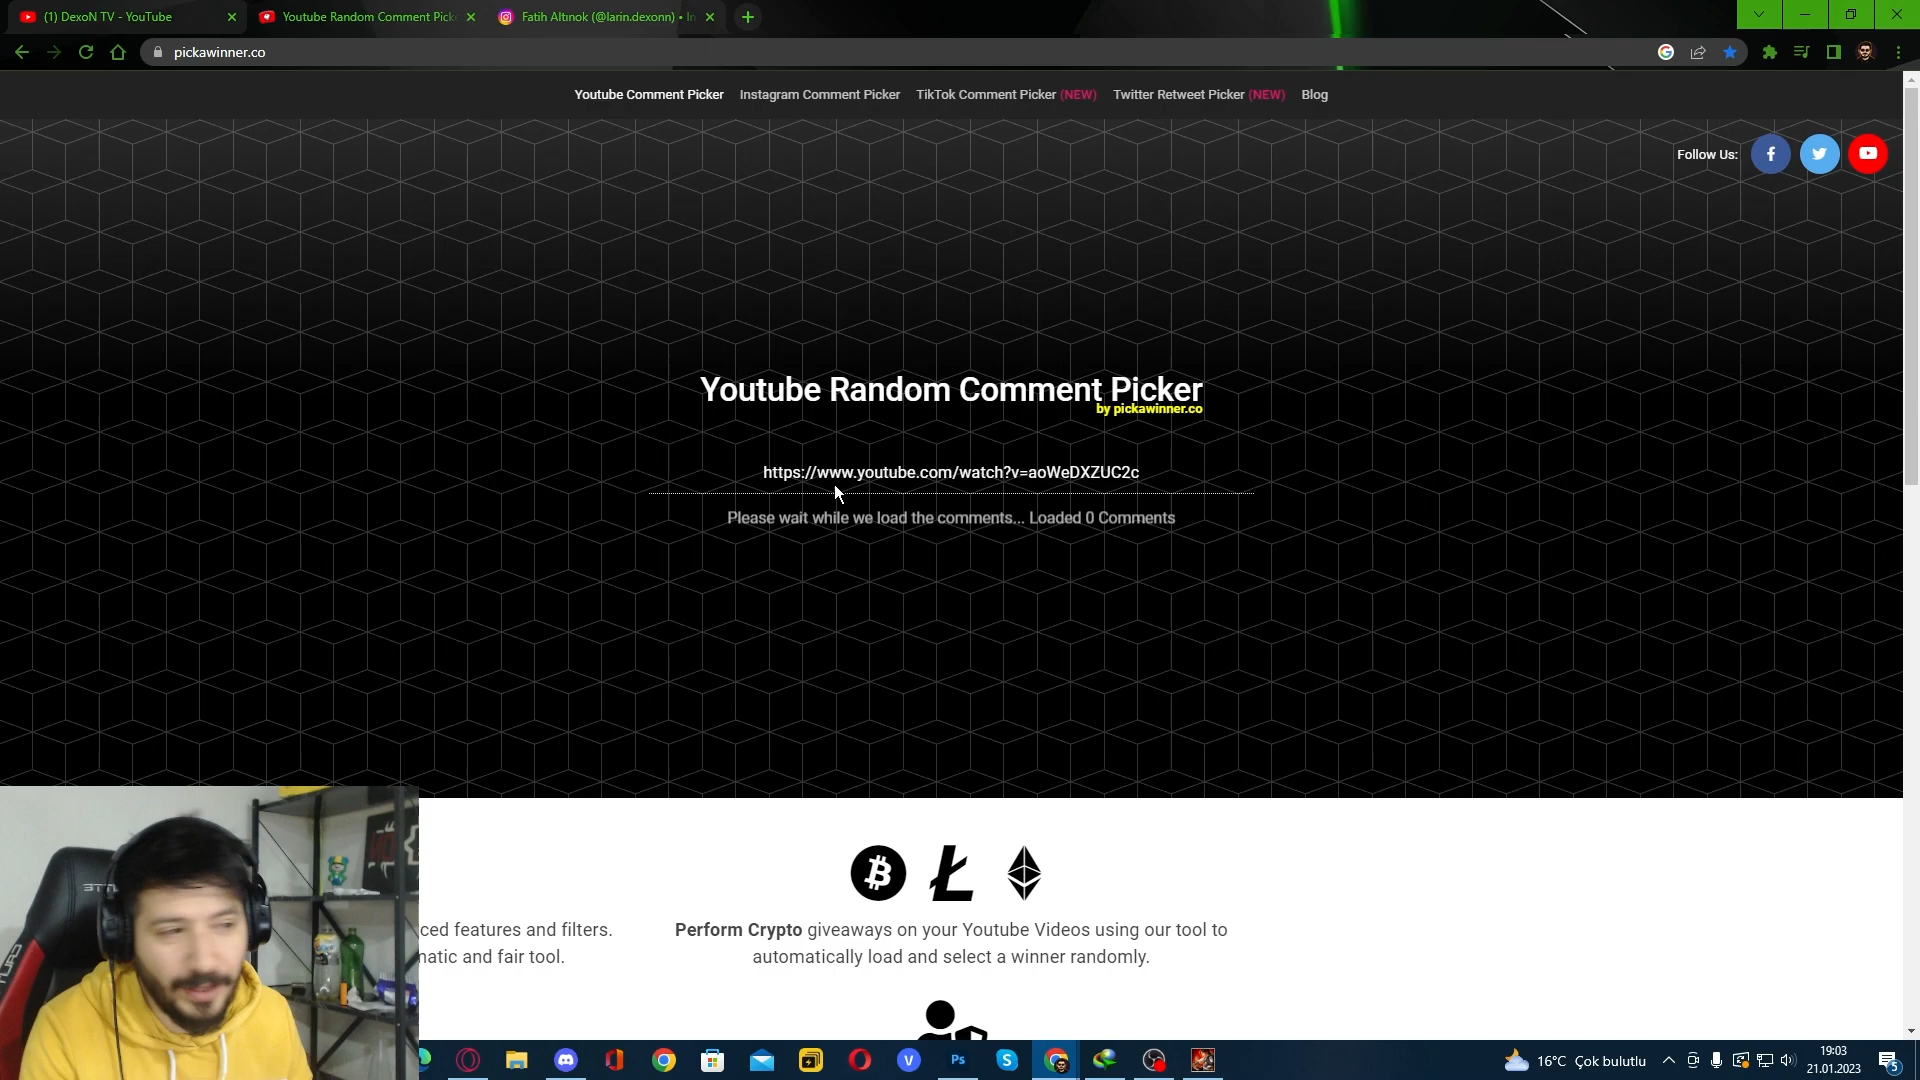 (1) DexoN TV - YouTube
Youtube Random Comment Pick
Fatih Altınok (@larin.dexonn) • In
pickawinner.co
Youtube Comment Picker Instagram Comment Picker TikTok Comment Picker (NEW) Twitter Retweet Picker (NEW) Blog
Follow Us:
Youtube Random Comment Picker
by pickawinner.co
https://www.youtube.com/watch?v=aoWeDXZUC2c
Please wait while we load the comments... Loaded 0 Comments
ced features and filters.
matic and fair tool.
Perform Crypto giveaways on your Youtube Videos using our tool to
automatically load and select a winner randomly.
Ps
16°C Çok bulutlu
19:03
21.01.2023
5